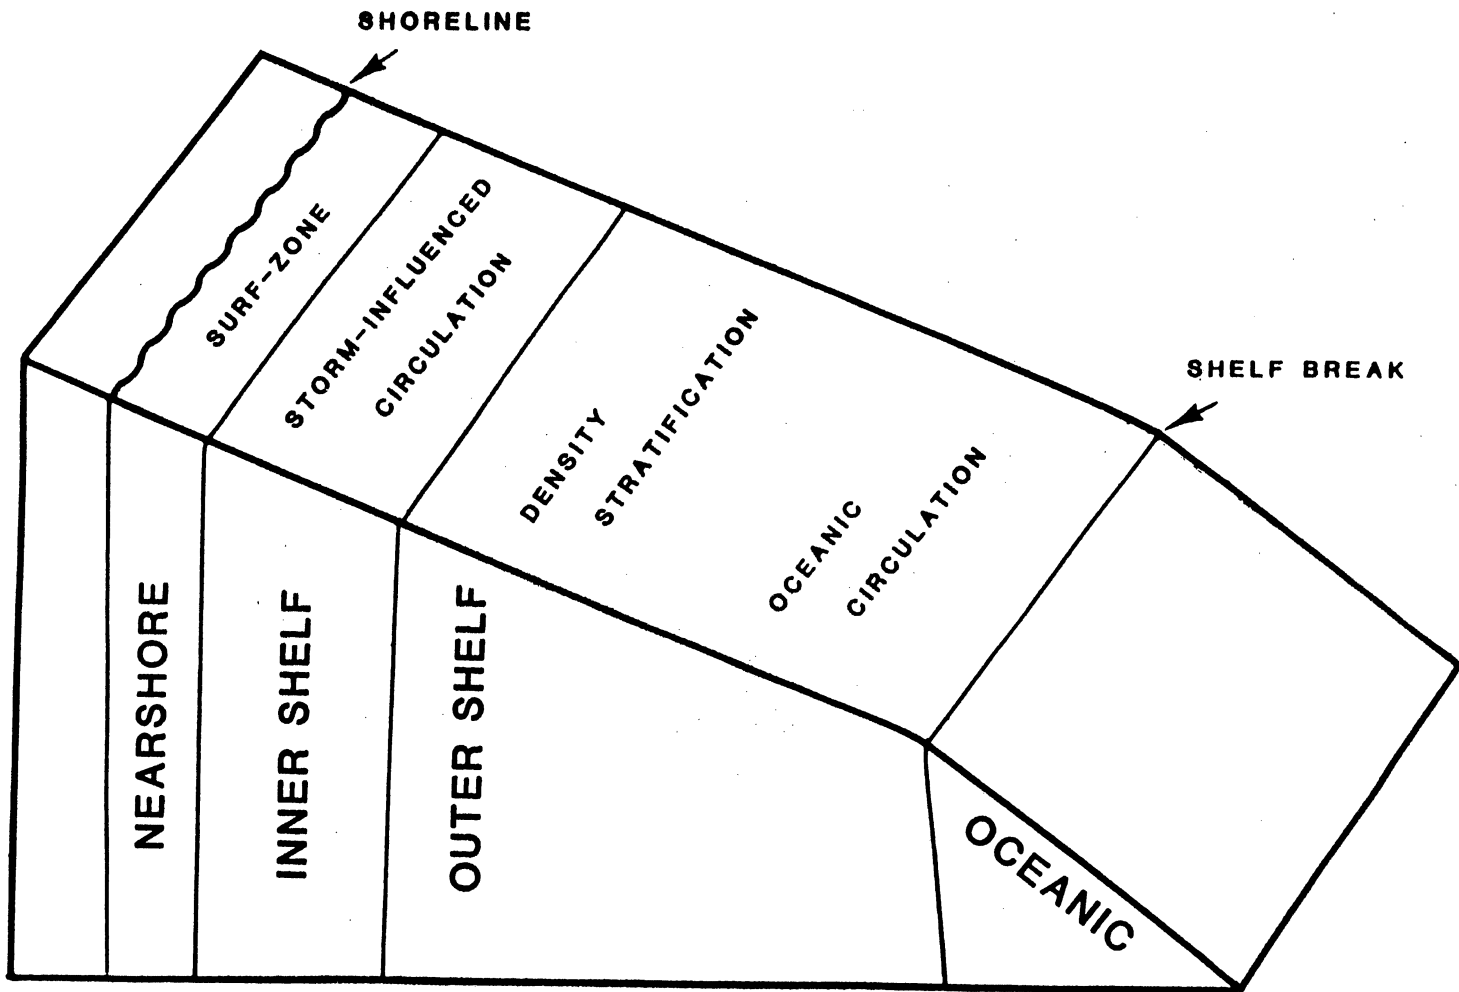 SHORELINE
SURF-ZONE
STORM-INFLUENCED
CIRCULATION
DENSITY
STRATIFICATION
OCEANIC
CIRCULATION
SHELF BREAK
NEARSHORE
INNER SHELF
OUTER SHELF
OCEANIC